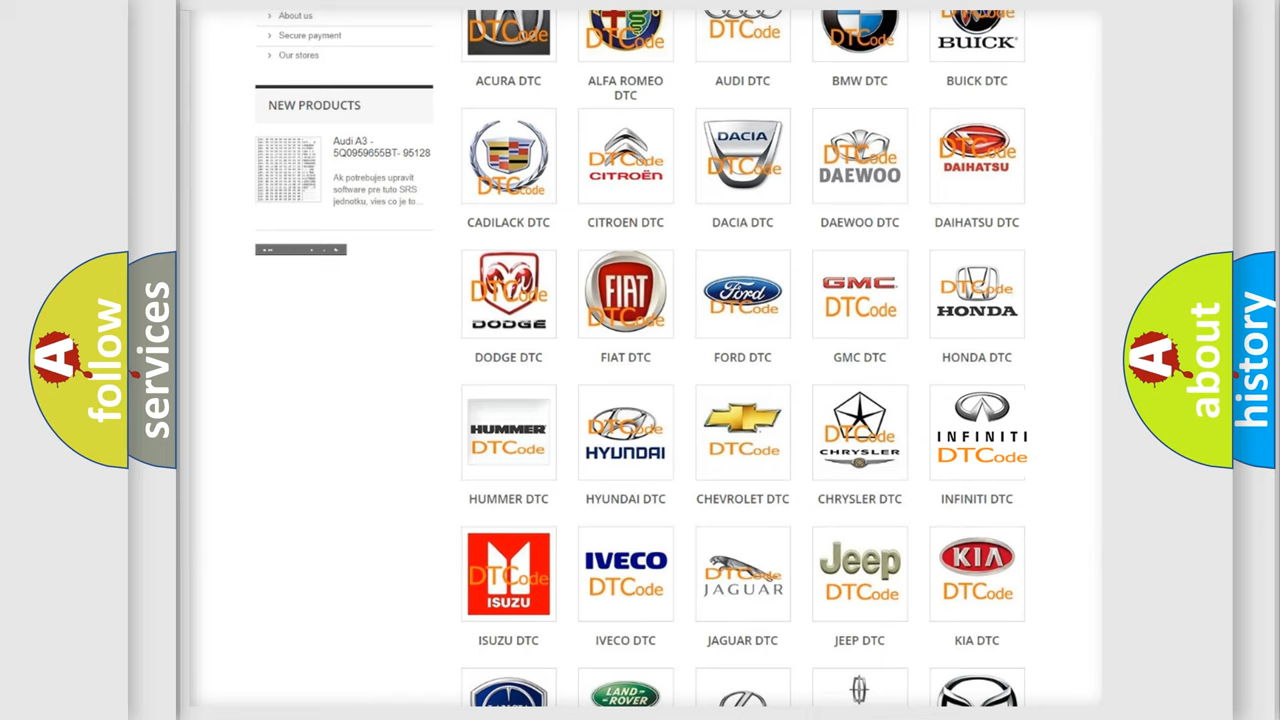 About us
Secure payment
Our stores
NEW PRODUCTS
Audi A3 -
5Q0959655BT- 95128
Ak potrebujes upravit
software pre tuto SRS
jednotku, vies co je to...
DTCode DTCode DTCode DTCode BUICK
ACURA DTC ALFA ROMEO DTC AUDI DTC BMW DTC BUICK DTC
DTCode DTCode CITROËN DACIA DTCode DTCode DAEWOO DTCode DAIHATSU
CADILACK DTC CITROEN DTC DACIA DTC DAEWOO DTC DAIHATSU DTC
DTCode DODGE FIAT DTCode Ford DTCode GMC DTCode DTCode HONDA
DODGE DTC FIAT DTC FORD DTC GMC DTC HONDA DTC
HUMMER DTCode DTCode HYUNDAI DTCode DTCode CHRYSLER INFINITI DTCode
HUMMER DTC HYUNDAI DTC CHEVROLET DTC CHRYSLER DTC INFINITI DTC
DTCode ISUZU IVECO DTCode DTCode JAGUAR Jeep DTCode KIA DTCode
ISUZU DTC IVECO DTC JAGUAR DTC JEEP DTC KIA DTC
LAND-
ROVER
A follow
services
A about
history